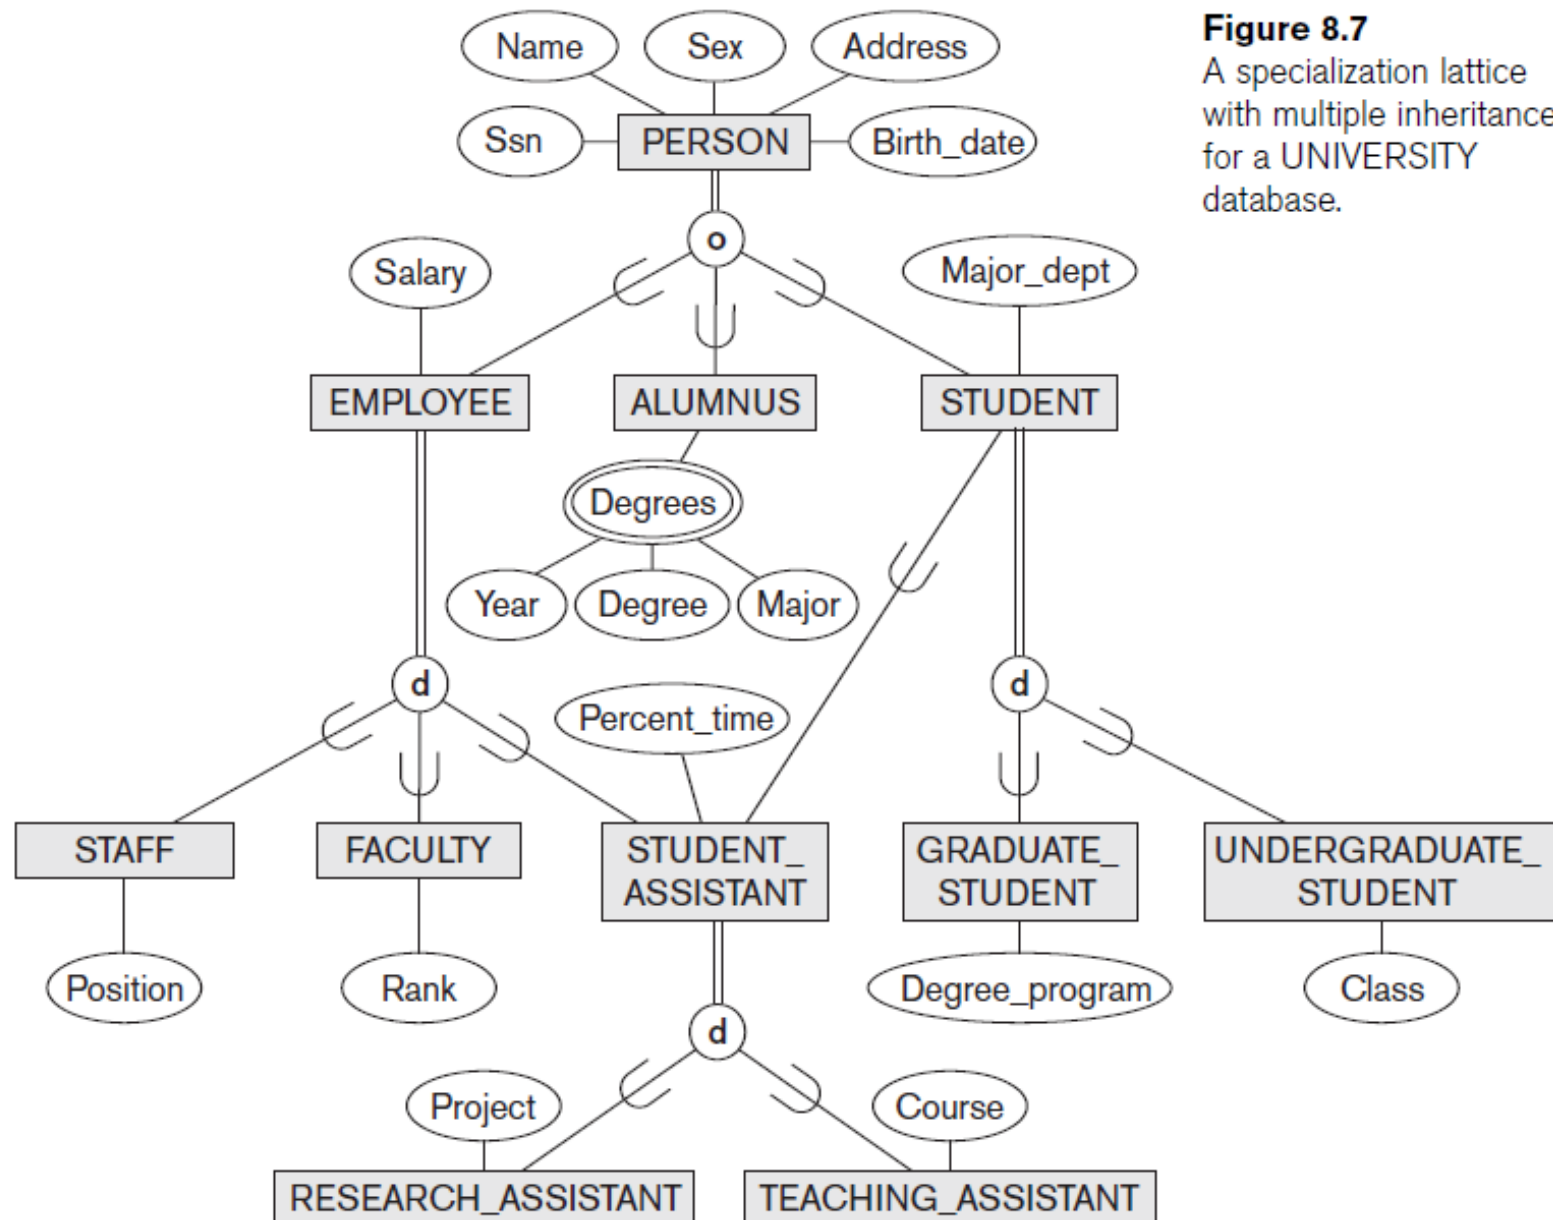 Figure 8.7
A specialization lattice
with multiple inheritance
for a UNIVERSITY
database.
Name
Sex
Address
Ssn
PERSON
Birth_date
o
Salary
Major_dept
EMPLOYEE
ALUMNUS
STUDENT
Degrees
Year
Degree
Major
d
d
Percent_time
STAFF
FACULTY
STUDENT_
ASSISTANT
GRADUATE_
STUDENT
UNDERGRADUATE_
STUDENT
Position
Rank
Degree_program
Class
d
Project
Course
RESEARCH_ASSISTANT
TEACHING_ASSISTANT